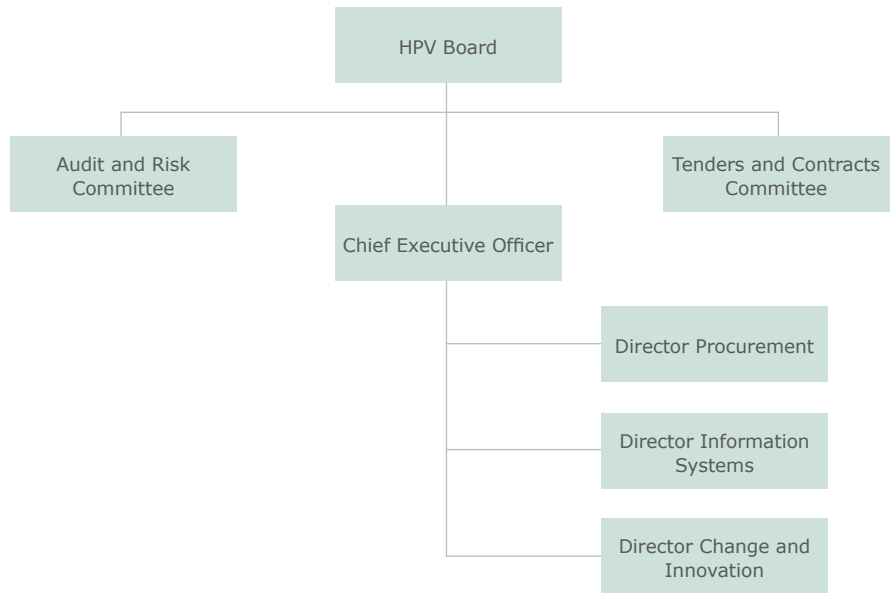 HPV Board
Audit and Risk
Committee
Tenders and Contracts
Committee
Chief Executive Officer
Director Procurement
Director Information
Systems
Director Change and
Innovation